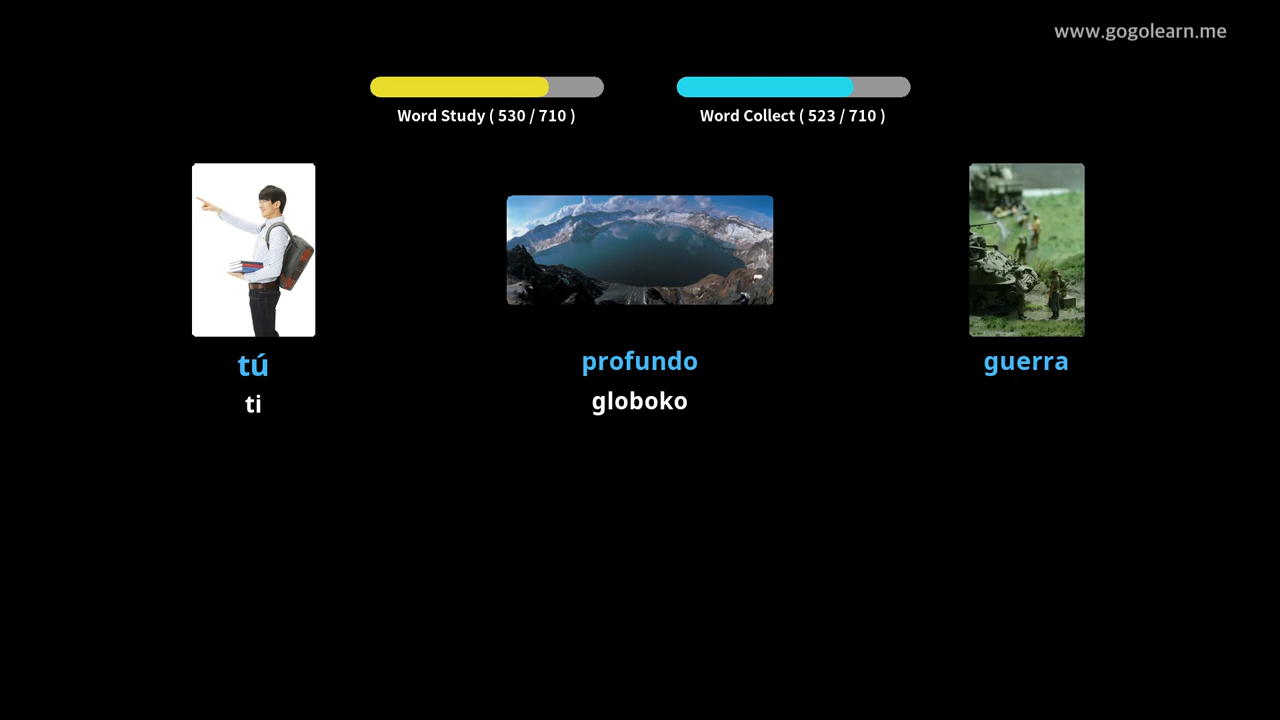 www.gogolearn.me
Word Study ( 530 / 710 )
Word Collect ( 523 / 710 )
tú
profundo
guerra
ti
globoko